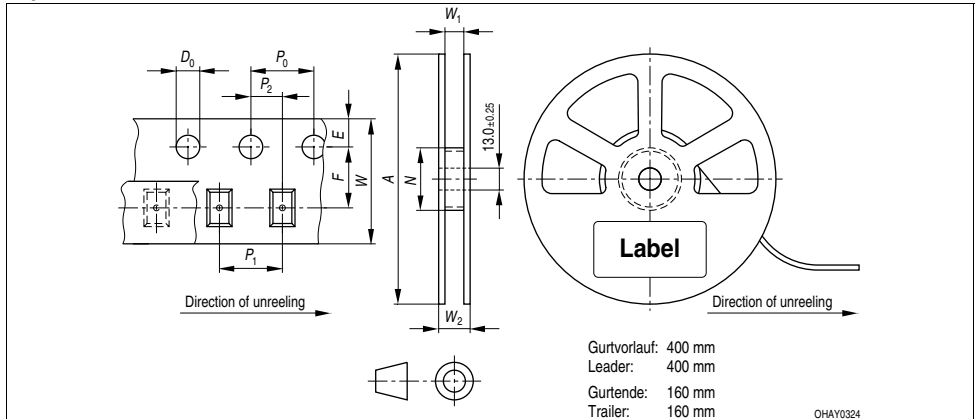 W1
D0
P0
P2
E
F
W
A
N
13.0±0.25
P1
W2
Label
Direction of unreeling
Direction of unreeling
Gurtvorlauf: 400 mm
Leader: 400 mm
Gurtende: 160 mm
Trailer: 160 mm
OHAY0324